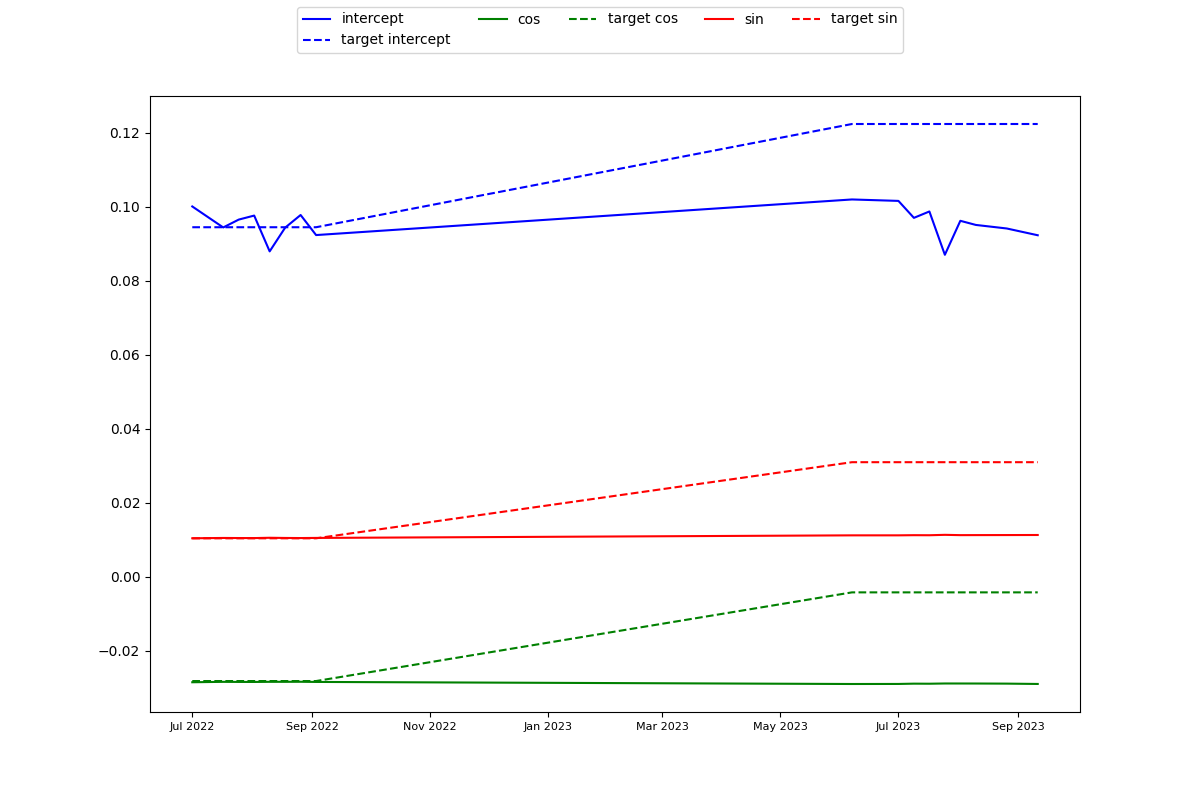 intercept cos target cos sin target sin
target intercept
0.12
0.10
0.08
0.06
0.04
0.02
0.00
−0.02
Jul 2022 Sep 2022 Nov 2022 Jan 2023 Mar 2023 May 2023 Jul 2023 Sep 2023